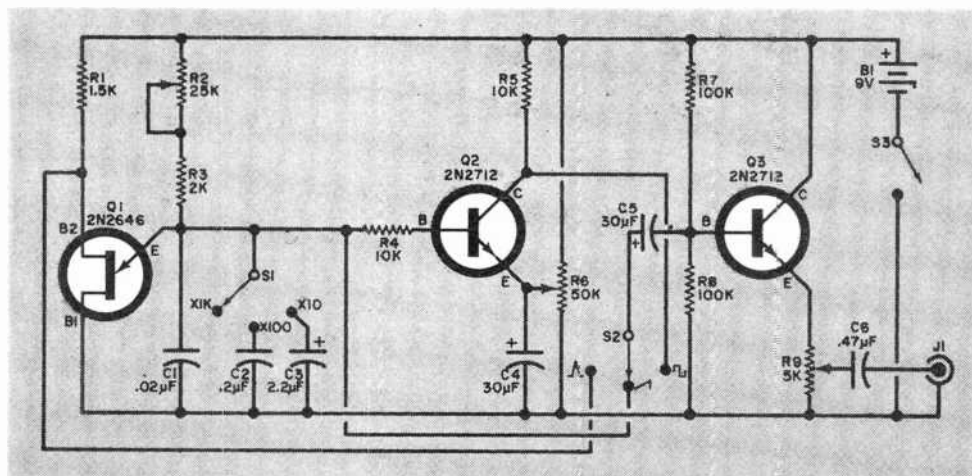 R1
1.5K
R2
25K
R3
2K
Q1
2N2646
B2
E
B1
S1
X1K
X100
X10
C1
.02µF
C2
.2µF
C3
2.2µF
+
R4
10K
Q2
2N2712
B
C
E
R5
10K
R6
50K
C4
30µF
+
C5
30µF
+
S2
R7
100K
R8
100K
Q3
2N2712
B
C
E
R9
5K
C6
.47µF
J1
+
B1
9V
S3